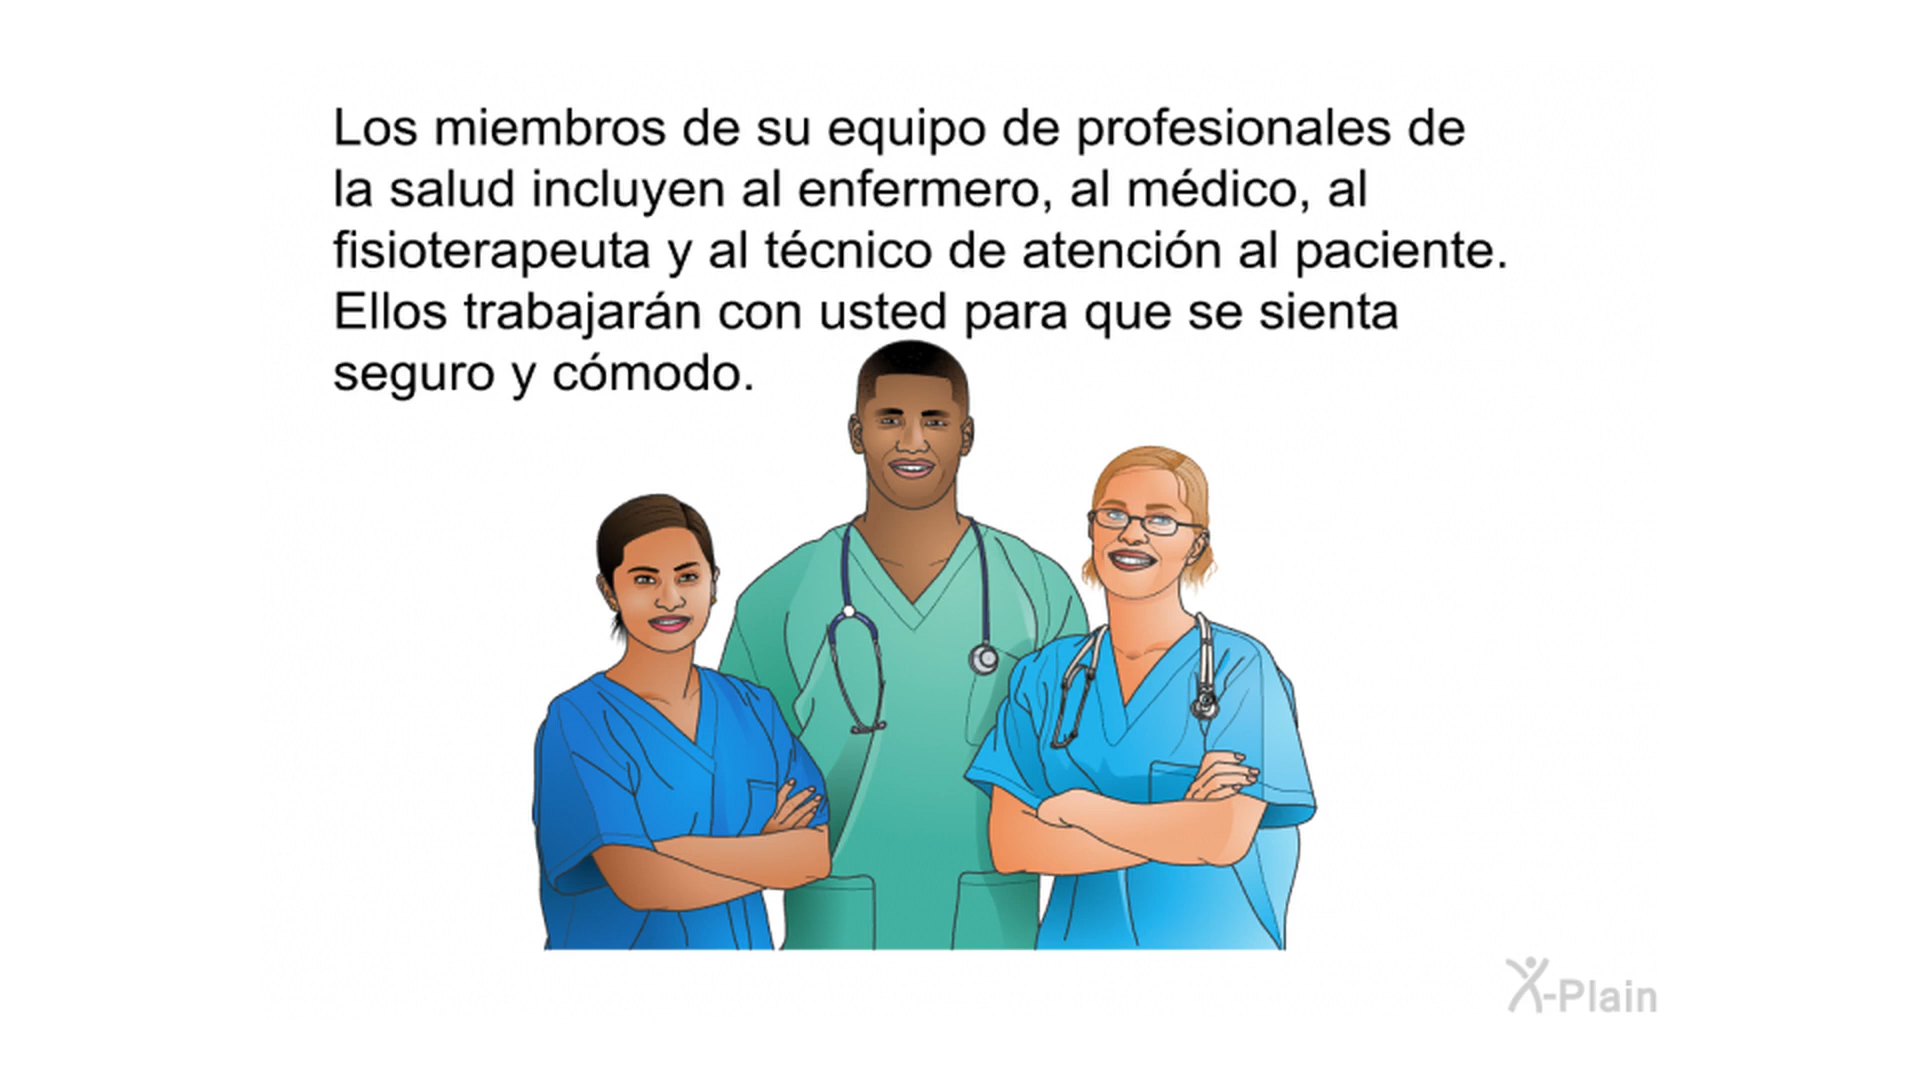 Los miembros de su equipo de profesionales de
la salud incluyen al enfermero, al médico, al
fisioterapeuta y al técnico de atención al paciente.
Ellos trabajarán con usted para que se sienta
seguro y cómodo.
X-Plain